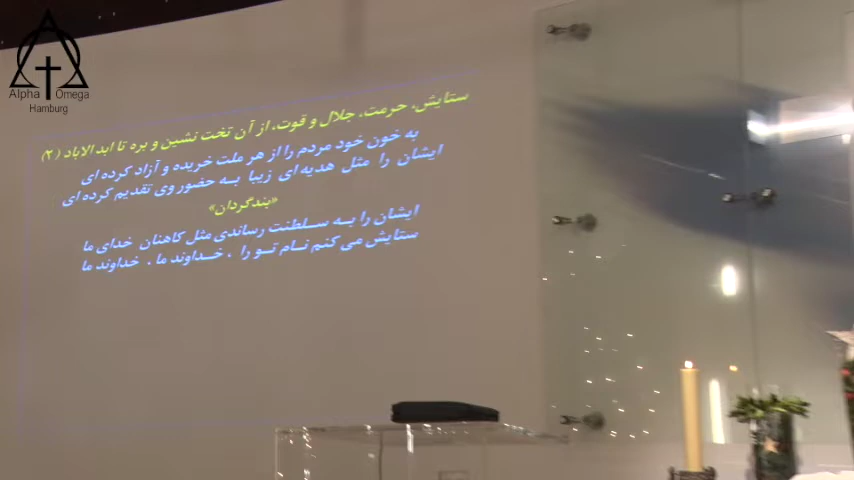 Alpha Omega
Hamburg
ستایش، حرمت، جلال و قوت، از آن تخت نشین و بره تا ابد الاباد (۲)
به خون خود مردم را از هر ملت خریده و آزاد کرده ای
ایشان را مثل هدیه ای زیبا به حضور وی تقدیم کرده ای
«بندگردان»
ایشان را به سلطنت رساندی مثل کاهنان خدای ما
ستایش می کنم نام تو را ، خداوند ما ، خداوند ما